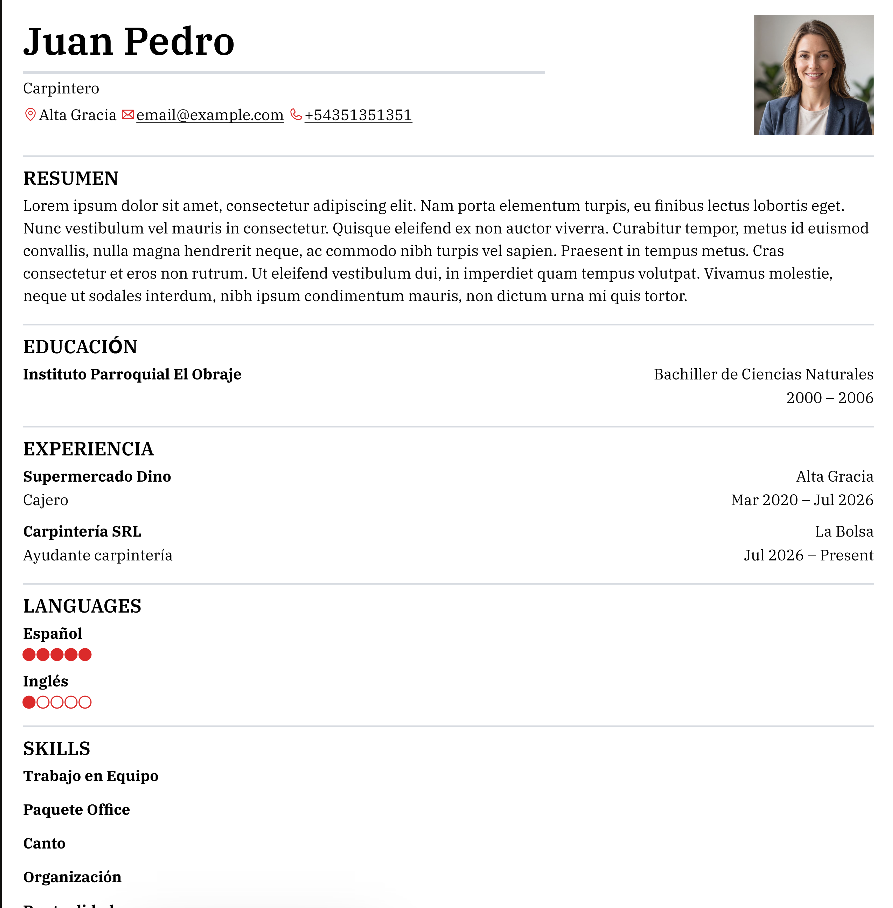 Juan Pedro
Carpintero
Alta Gracia email@example.com +54351351351
RESUMEN
Lorem ipsum dolor sit amet, consectetur adipiscing elit. Nam porta elementum turpis, eu finibus lectus lobortis eget.
Nunc vestibulum vel mauris in consectetur. Quisque eleifend ex non auctor viverra. Curabitur tempor, metus id euismod
convallis, nulla magna hendrerit neque, ac commodo nibh turpis vel sapien. Praesent in tempus metus. Cras
consectetur et eros non rutrum. Ut eleifend vestibulum dui, in imperdiet quam tempus volutpat. Vivamus molestie,
neque ut sodales interdum, nibh ipsum condimentum mauris, non dictum urna mi quis tortor.
EDUCACIÓN
Instituto Parroquial El Obraje Bachiller de Ciencias Naturales
2000 – 2006
EXPERIENCIA
Supermercado Dino Alta Gracia
Cajero Mar 2020 – Jul 2026
Carpintería SRL La Bolsa
Ayudante carpintería Jul 2026 – Present
LANGUAGES
Español
Inglés
SKILLS
Trabajo en Equipo
Paquete Office
Canto
Organización